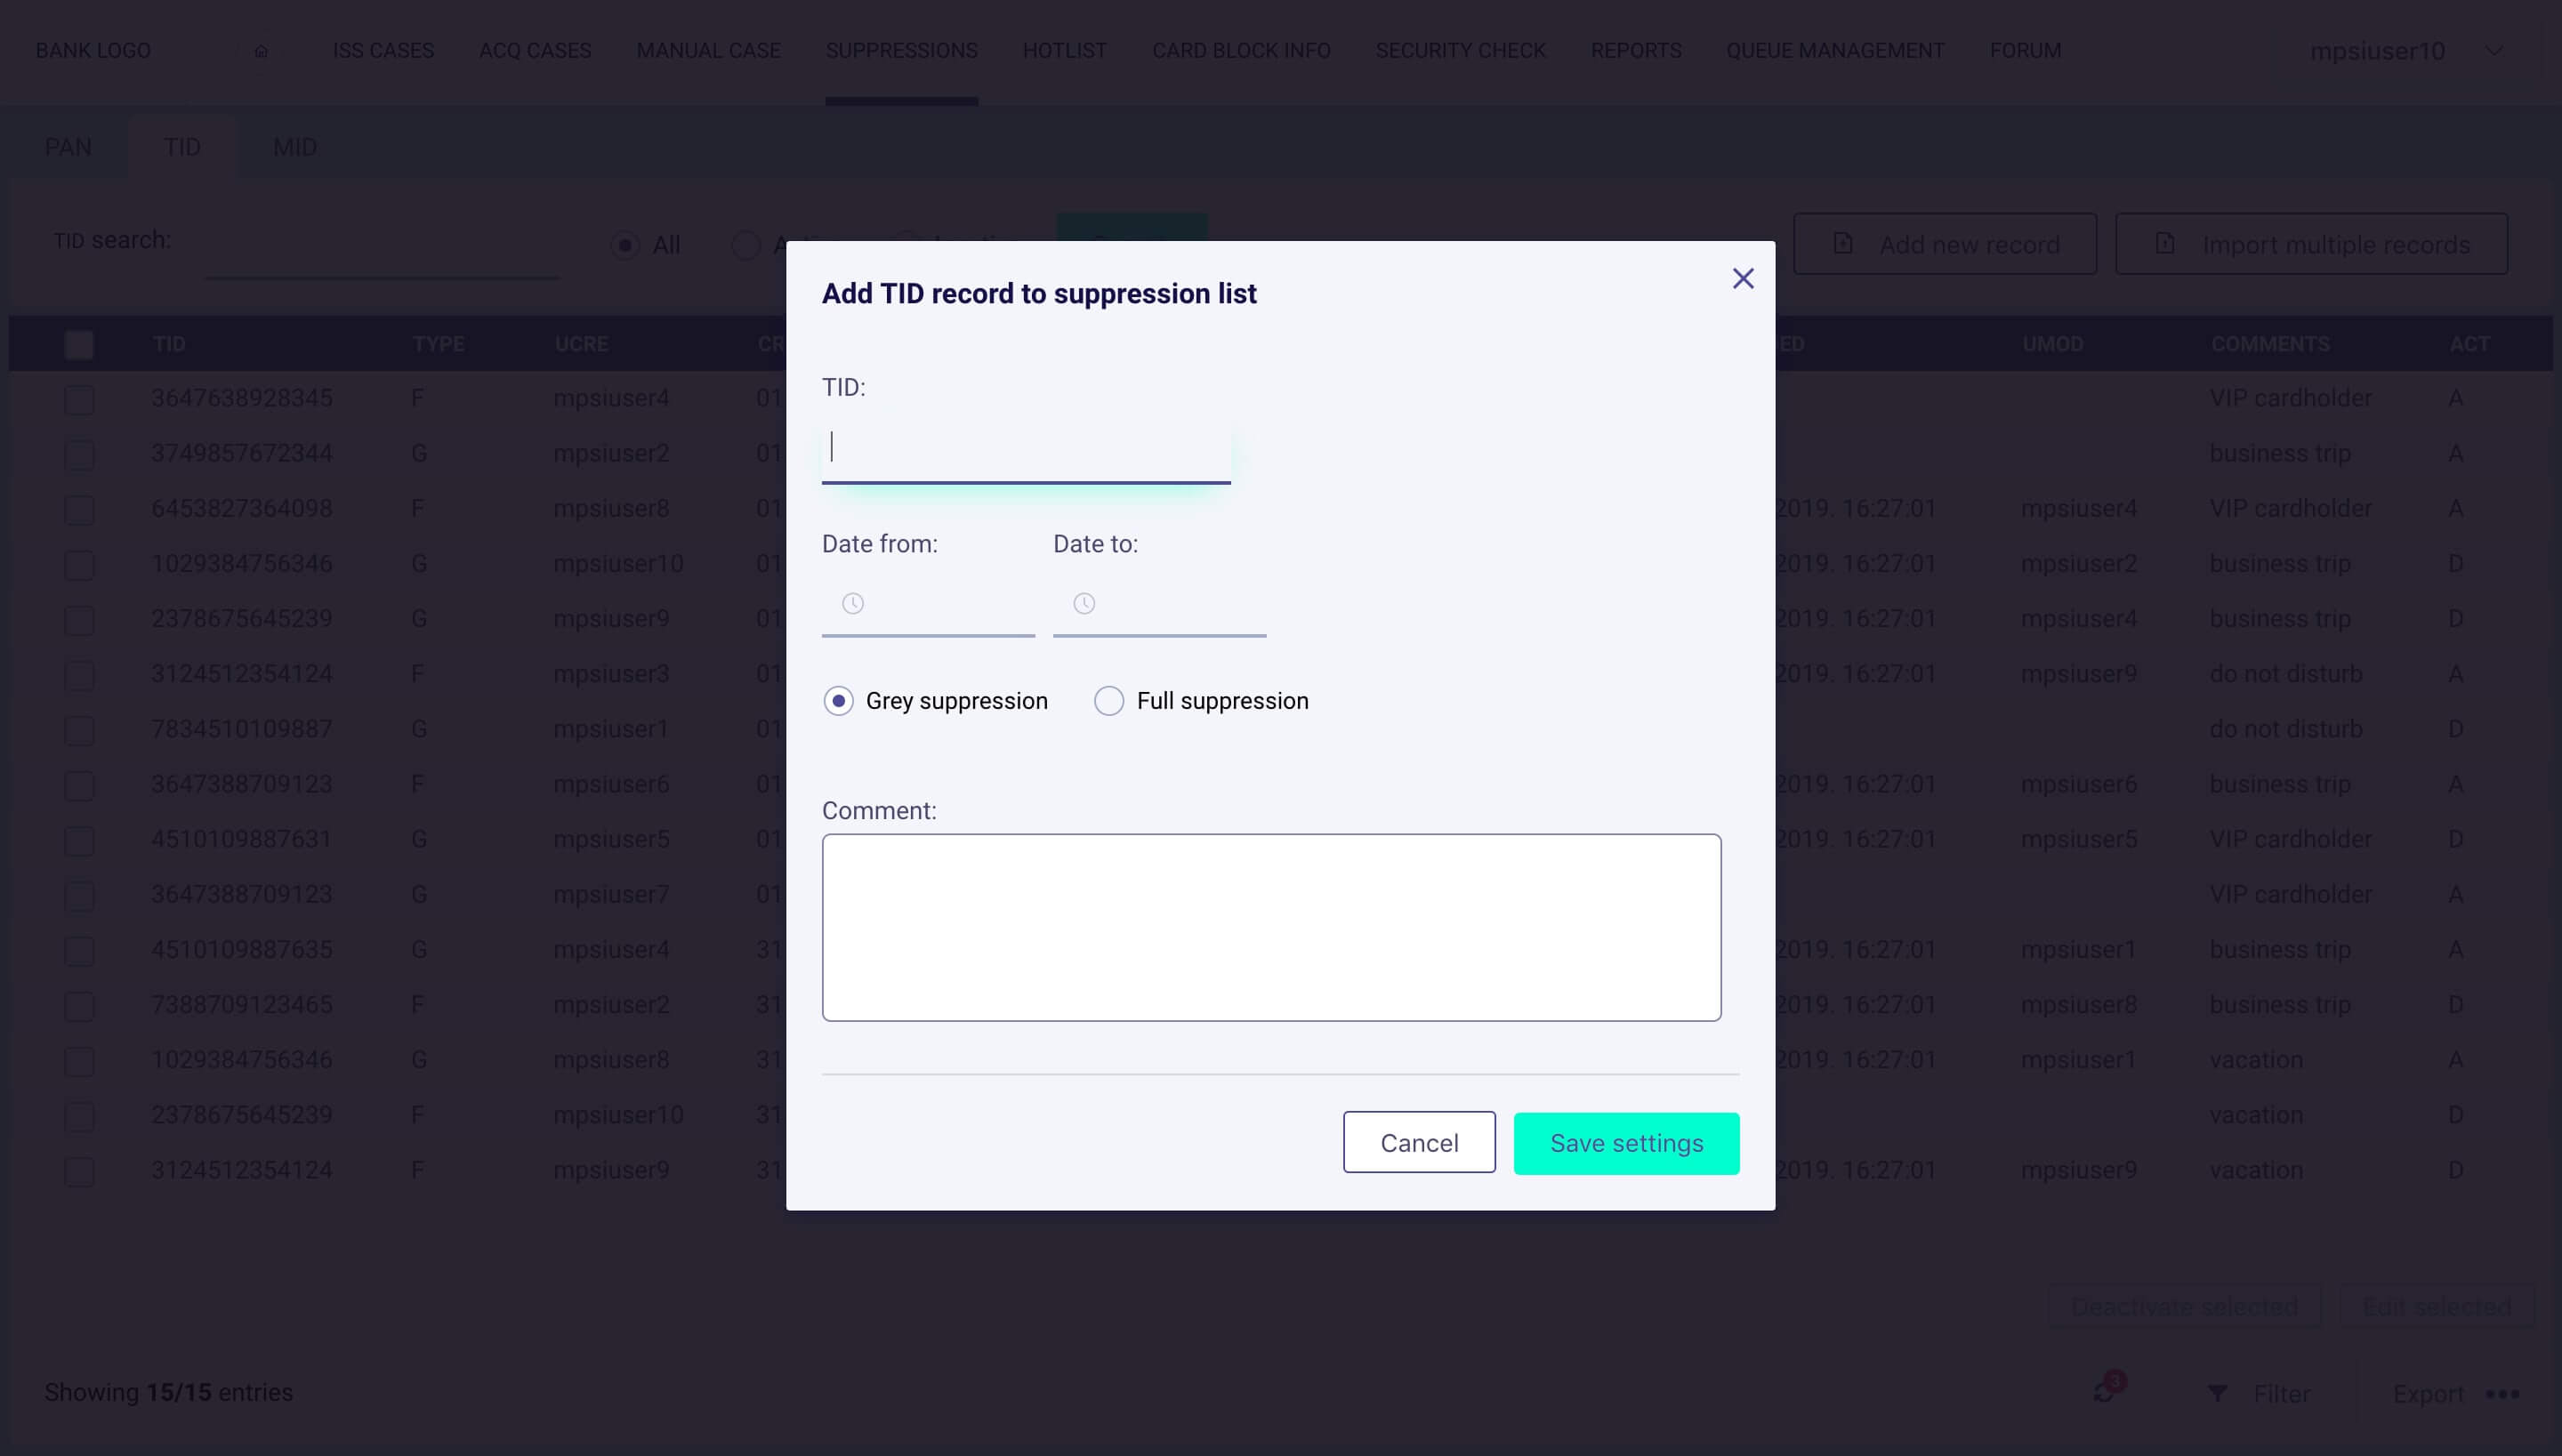 BANK LOGO ISS CASES ACQ CASES MANUAL CASE SUPPRESSIONS HOTLIST CARD BLOCK INFO SECURITY CHECK REPORTS QUEUE MANAGEMENT FORUM mpsiuser10
PAN TID MID
TID search: All Add new record Import multiple records
Add TID record to suppression list
TID TYPE UCRE CR ED UMOD COMMENTS ACT
TID:
Date from: Date to:
Grey suppression Full suppression
Comment:
Cancel Save settings
3647638928345 F mpsiuser4 01 VIP cardholder A
3749857672344 G mpsiuser2 01 business trip A
6453827364098 F mpsiuser8 01 2019. 16:27:01 mpsiuser4 VIP cardholder A
1029384756346 G mpsiuser10 01 2019. 16:27:01 mpsiuser2 business trip D
2378675645239 G mpsiuser9 01 2019. 16:27:01 mpsiuser4 business trip D
3124512354124 F mpsiuser3 01 2019. 16:27:01 mpsiuser9 do not disturb A
7834510109887 G mpsiuser1 01 do not disturb D
3647388709123 F mpsiuser6 01 2019. 16:27:01 mpsiuser6 business trip A
4510109887631 G mpsiuser5 01 2019. 16:27:01 mpsiuser5 VIP cardholder D
3647388709123 G mpsiuser7 01 VIP cardholder A
4510109887635 G mpsiuser4 31 2019. 16:27:01 mpsiuser1 business trip A
7388709123465 F mpsiuser2 31 2019. 16:27:01 mpsiuser8 business trip D
1029384756346 G mpsiuser8 31 2019. 16:27:01 mpsiuser1 vacation A
2378675645239 F mpsiuser10 31 vacation D
3124512354124 F mpsiuser9 31 2019. 16:27:01 mpsiuser9 vacation D
Deactivate selected Edit selected
Showing 15/15 entries 3 Filter Export